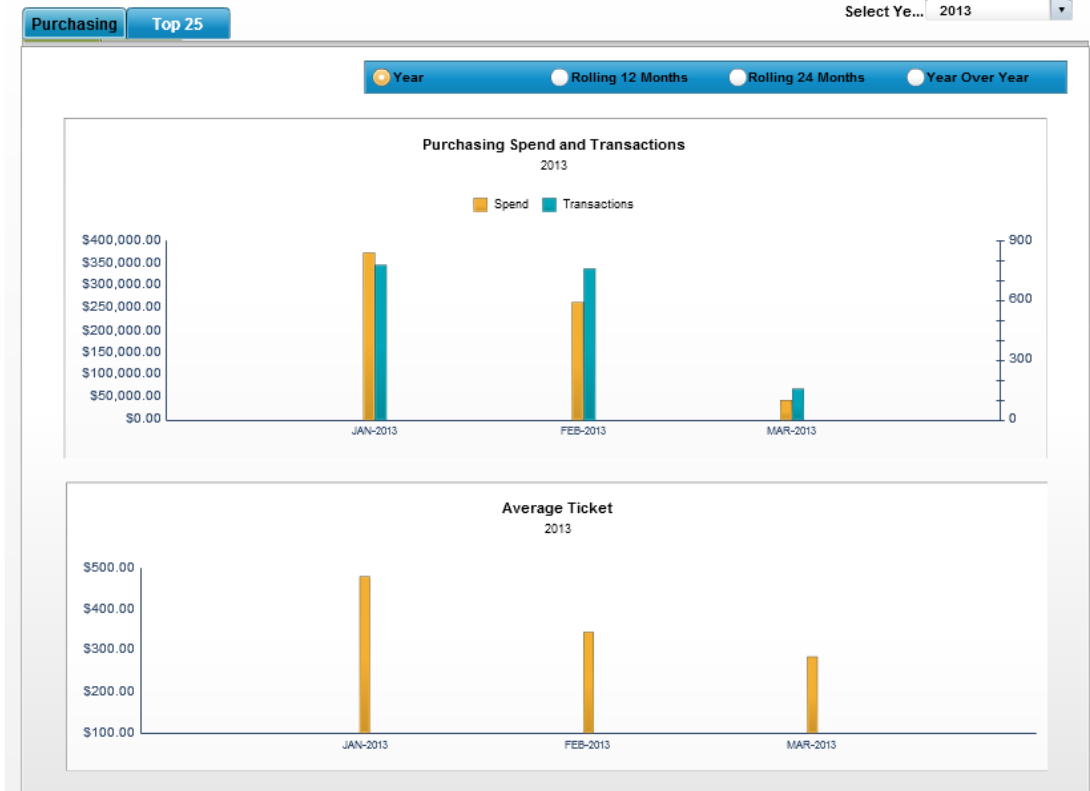 Select Ye... 2013
Purchasing Top 25
Year Rolling 12 Months Rolling 24 Months Year Over Year
Purchasing Spend and Transactions
2013
Spend Transactions
$400,000.00
$350,000.00
$300,000.00
$250,000.00
$200,000.00
$150,000.00
$100,000.00
$50,000.00
$0.00
900
600
300
0
JAN-2013 FEB-2013 MAR-2013
Average Ticket
2013
$500.00
$400.00
$300.00
$200.00
$100.00
JAN-2013 FEB-2013 MAR-2013